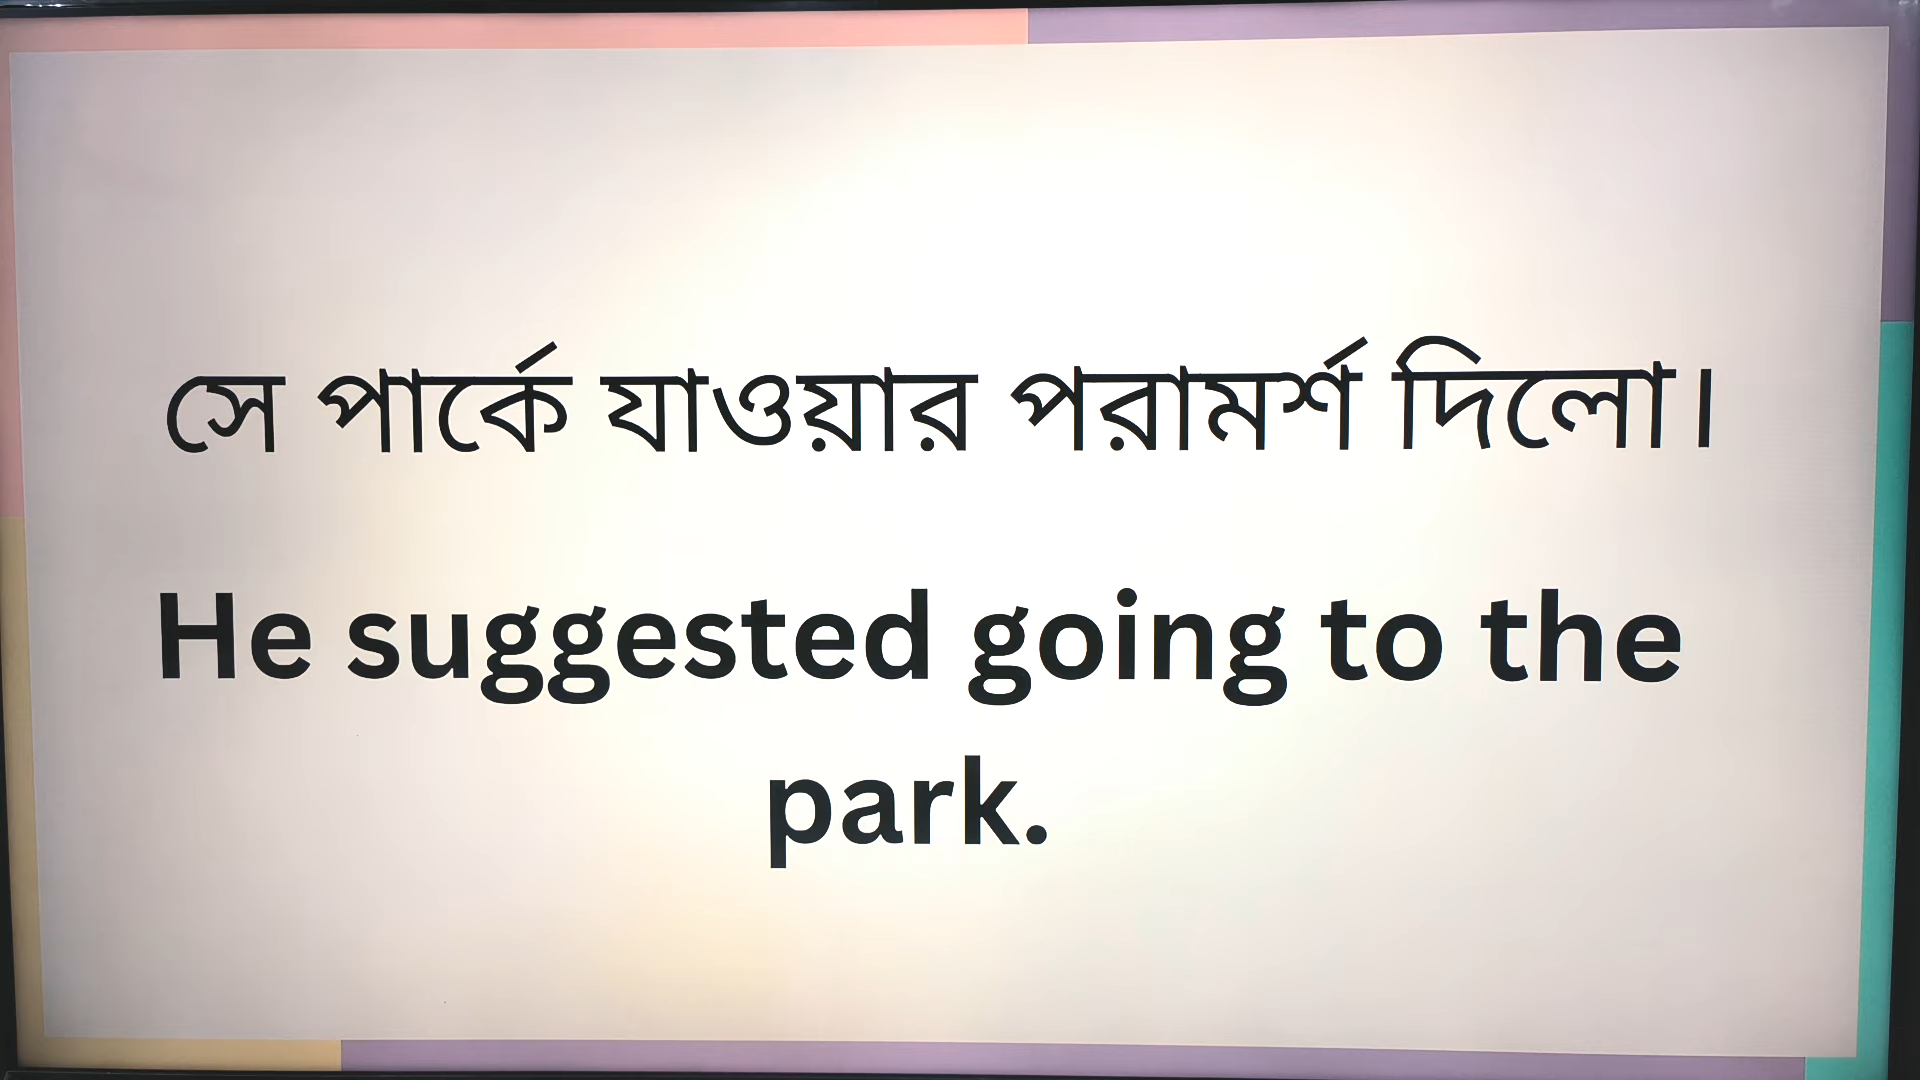 সে পার্কে যাওয়ার পরামর্শ দিলো।
He suggested going to the
park.